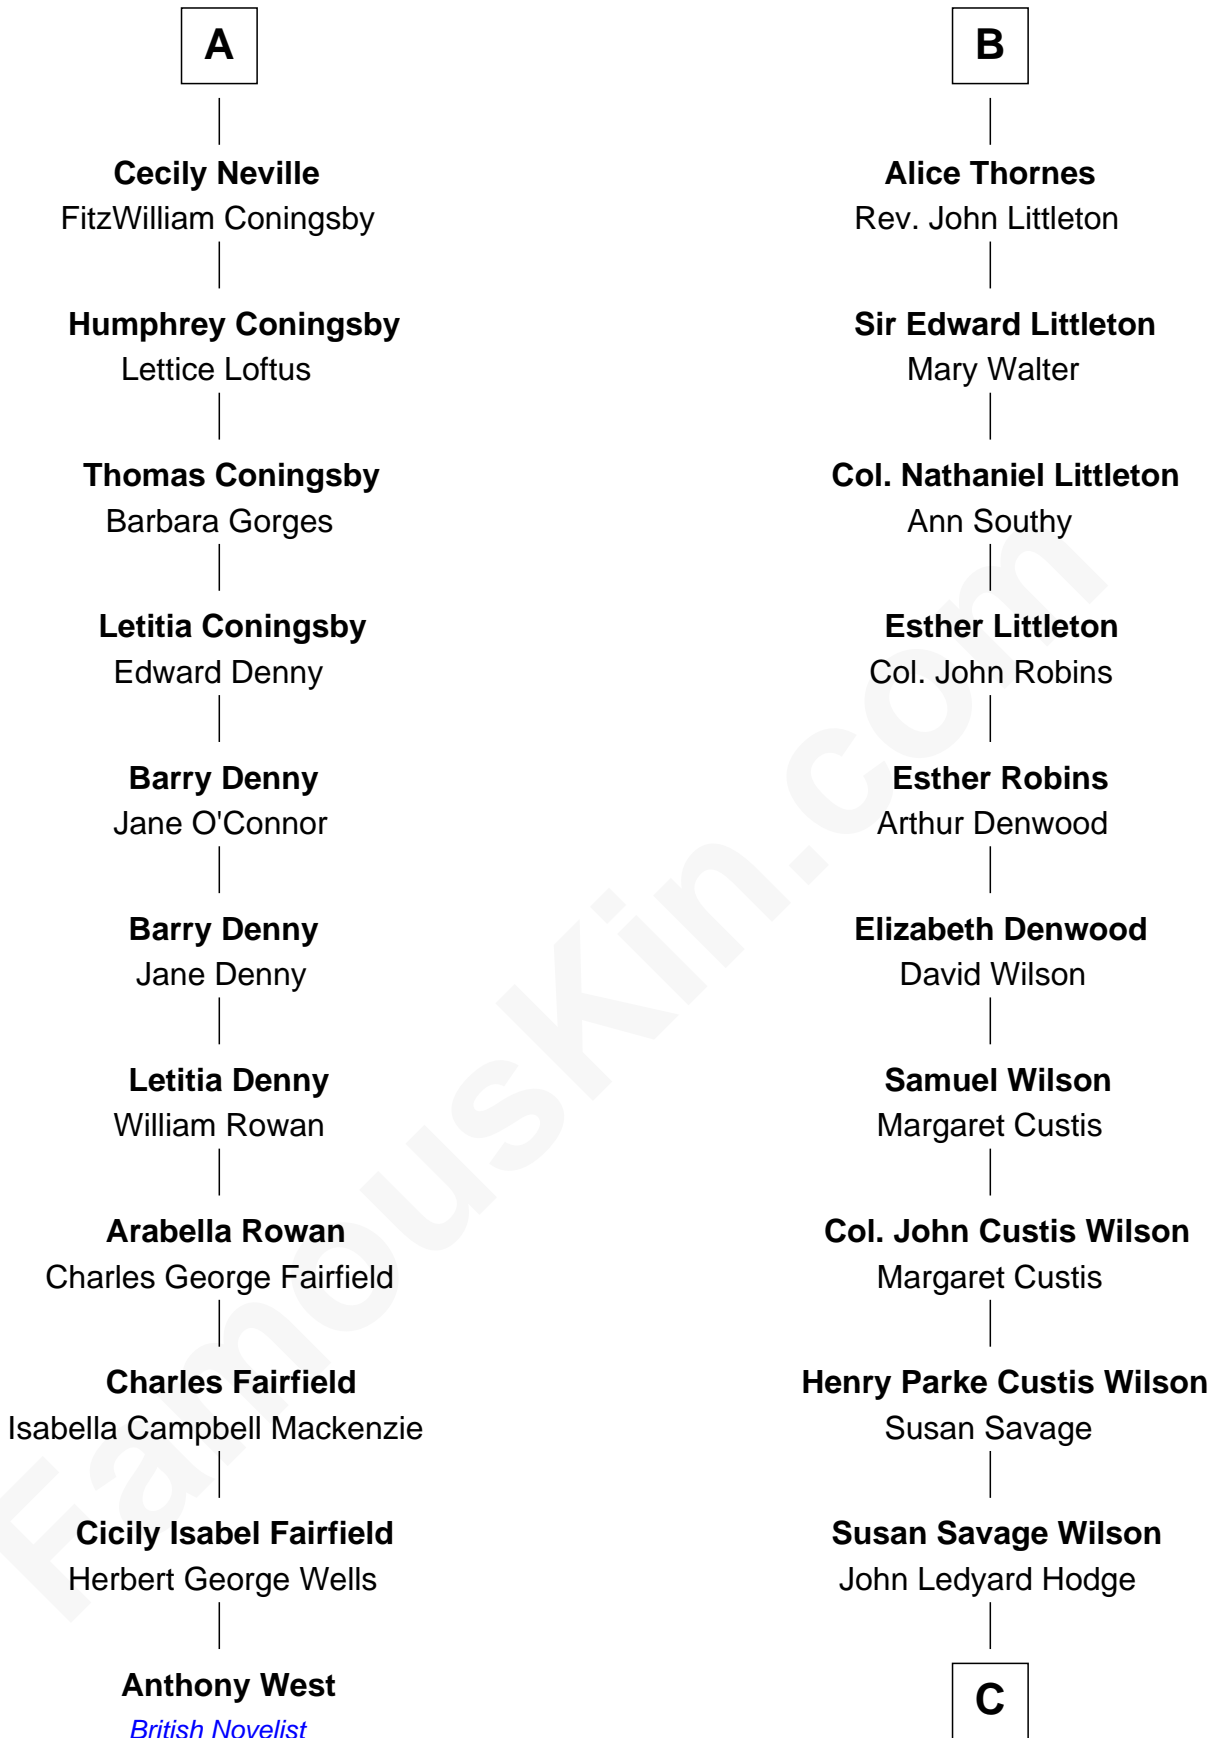 A
Cecily Neville
FitzWilliam Coningsby
Humphrey Coningsby
Lettice Loftus
Thomas Coningsby
Barbara Gorges
Letitia Coningsby
Edward Denny
Barry Denny
Jane O'Connor
Barry Denny
Jane Denny
Letitia Denny
William Rowan
Arabella Rowan
Charles George Fairfield
Charles Fairfield
Isabella Campbell Mackenzie
Cicily Isabel Fairfield
Herbert George Wells
Anthony West
British Novelist
B
Alice Thornes
Rev. John Littleton
Sir Edward Littleton
Mary Walter
Col. Nathaniel Littleton
Ann Southy
Esther Littleton
Col. John Robins
Esther Robins
Arthur Denwood
Elizabeth Denwood
David Wilson
Samuel Wilson
Margaret Custis
Col. John Custis Wilson
Margaret Custis
Henry Parke Custis Wilson
Susan Savage
Susan Savage Wilson
John Ledyard Hodge
C
FamousKin.com